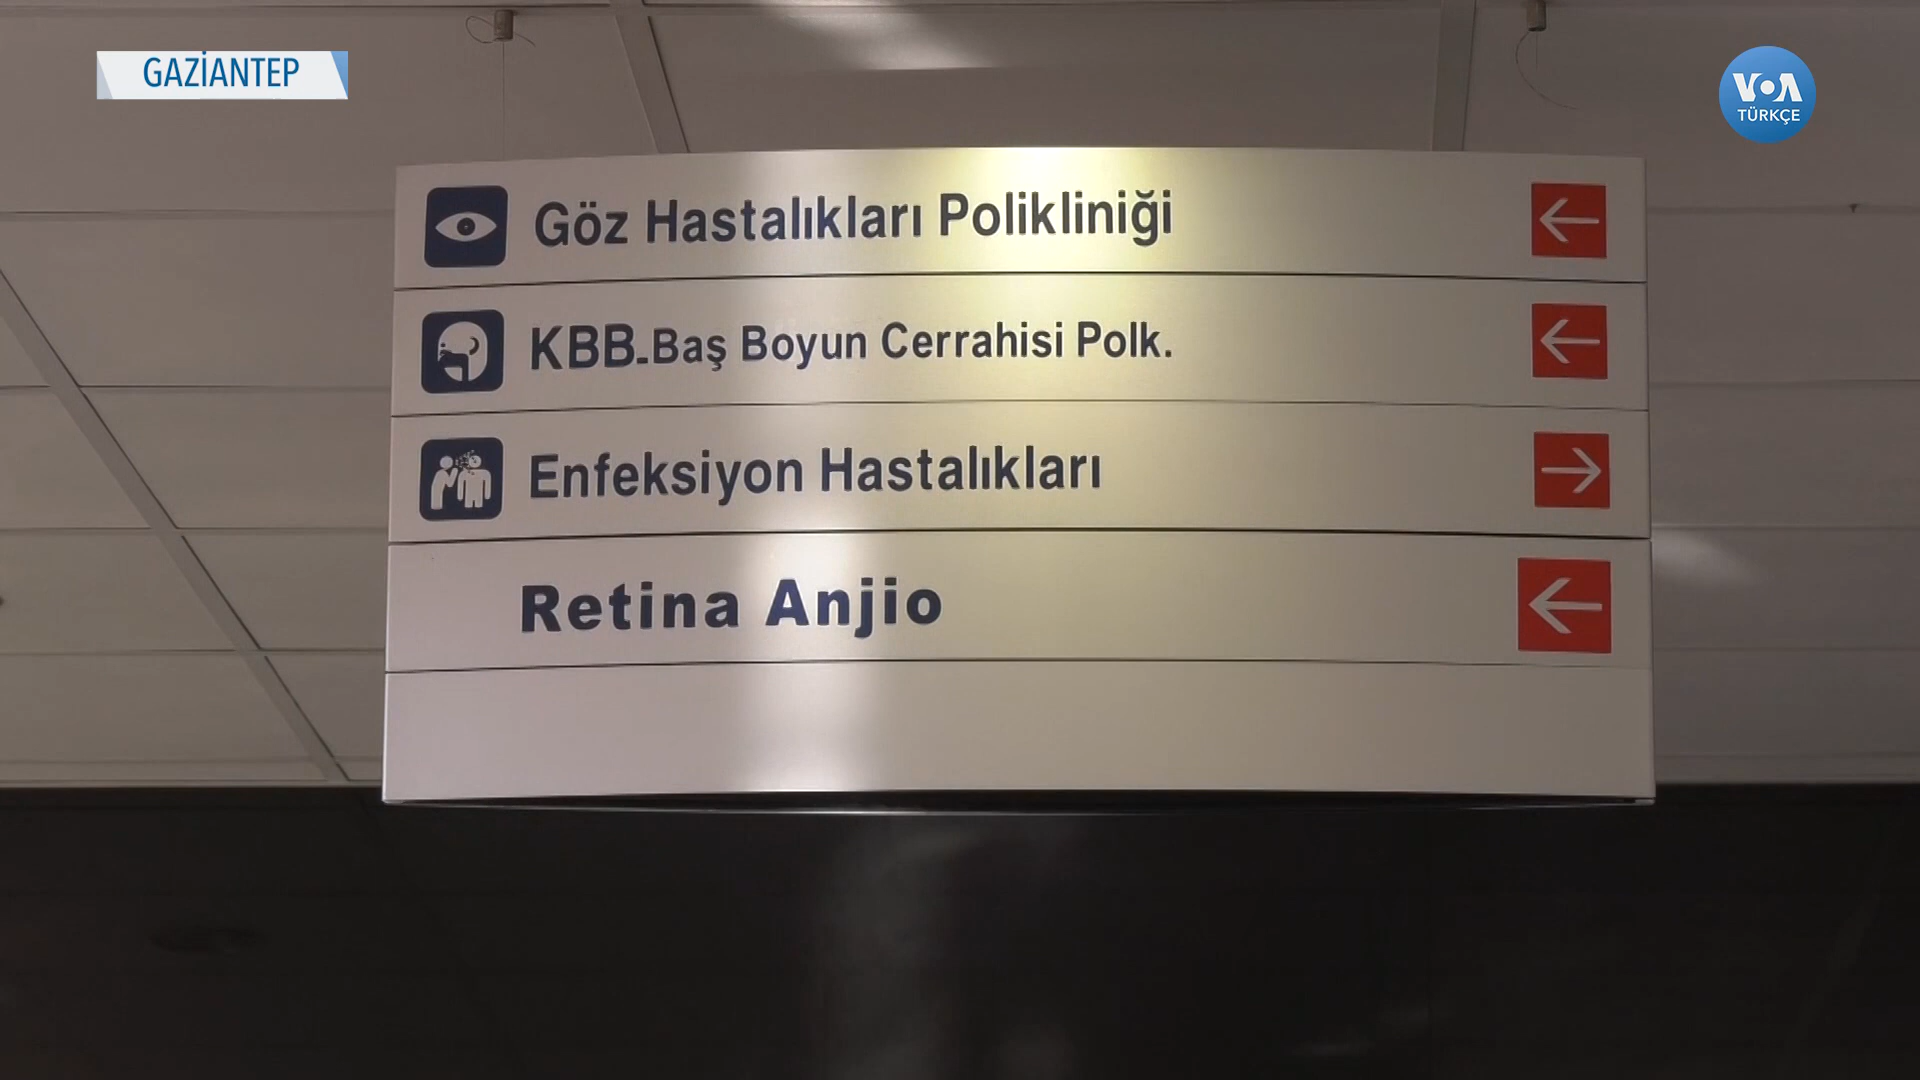 GAZİANTEP
VOA
TÜRKÇE
Göz Hastalıkları Polikliniği
KBB-Baş Boyun Cerrahisi Polk.
Enfeksiyon Hastalıkları
Retina Anjio